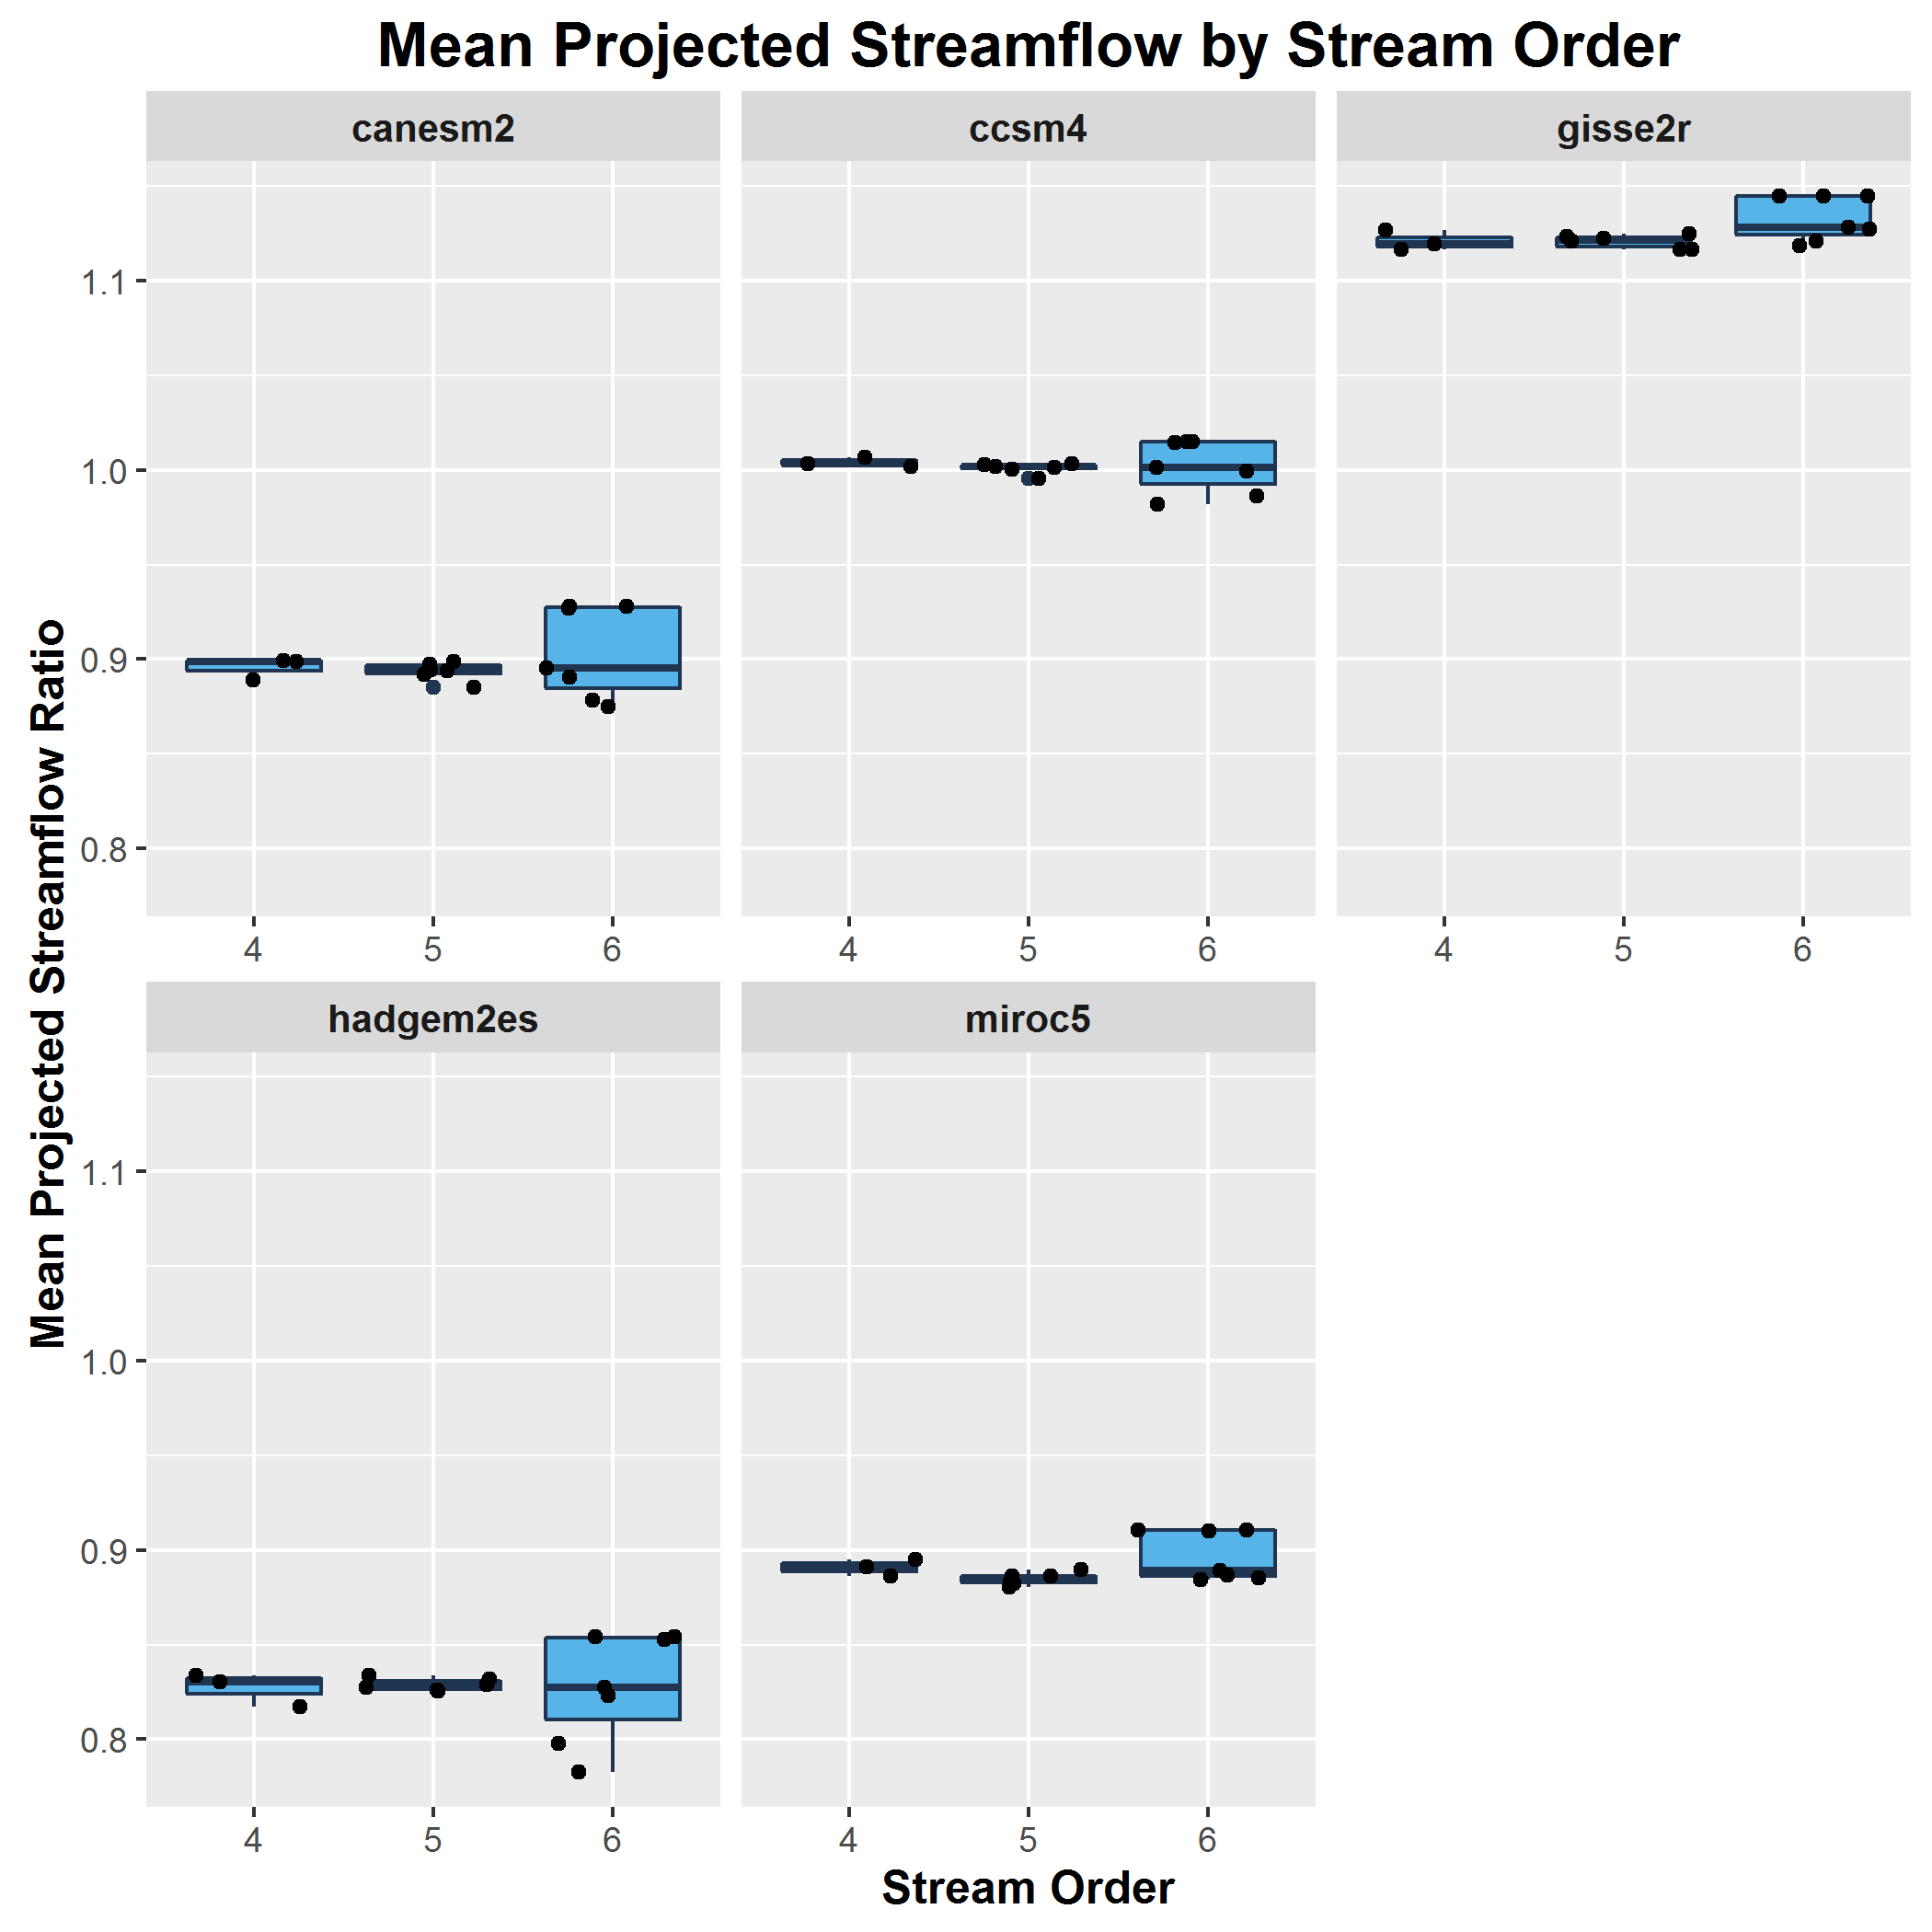 Mean Projected Streamflow by Stream Order
canesm2
ccsm4
gisse2r
1.1
1.0
0.9
0.8
4 5 6
4 5 6
4 5 6
hadgem2es
miroc5
1.1
1.0
0.9
0.8
4 5 6
4 5 6
Mean Projected Streamflow Ratio
Stream Order